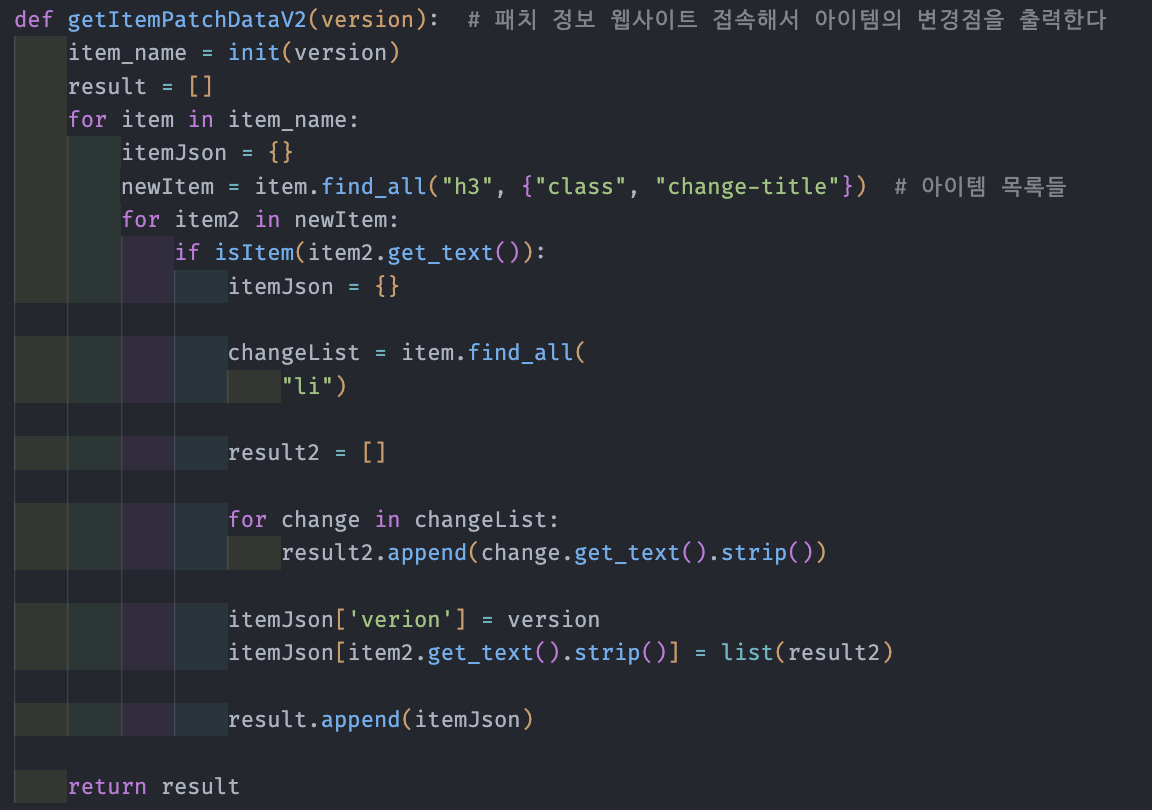 def getItemPatchDataV2(version):  # 패치 정보 웹사이트 접속해서 아이템의 변경점을 출력한다
    item_name = init(version)
    result = []
    for item in item_name:
        itemJson = {}
        newItem = item.find_all("h3", {"class", "change-title"})  # 아이템 목록들
        for item2 in newItem:
            if isItem(item2.get_text()):
                itemJson = {}

                changeList = item.find_all(
                    "li")

                result2 = []

                for change in changeList:
                    result2.append(change.get_text().strip())

                itemJson['verion'] = version
                itemJson[item2.get_text().strip()] = list(result2)

                result.append(itemJson)

    return result